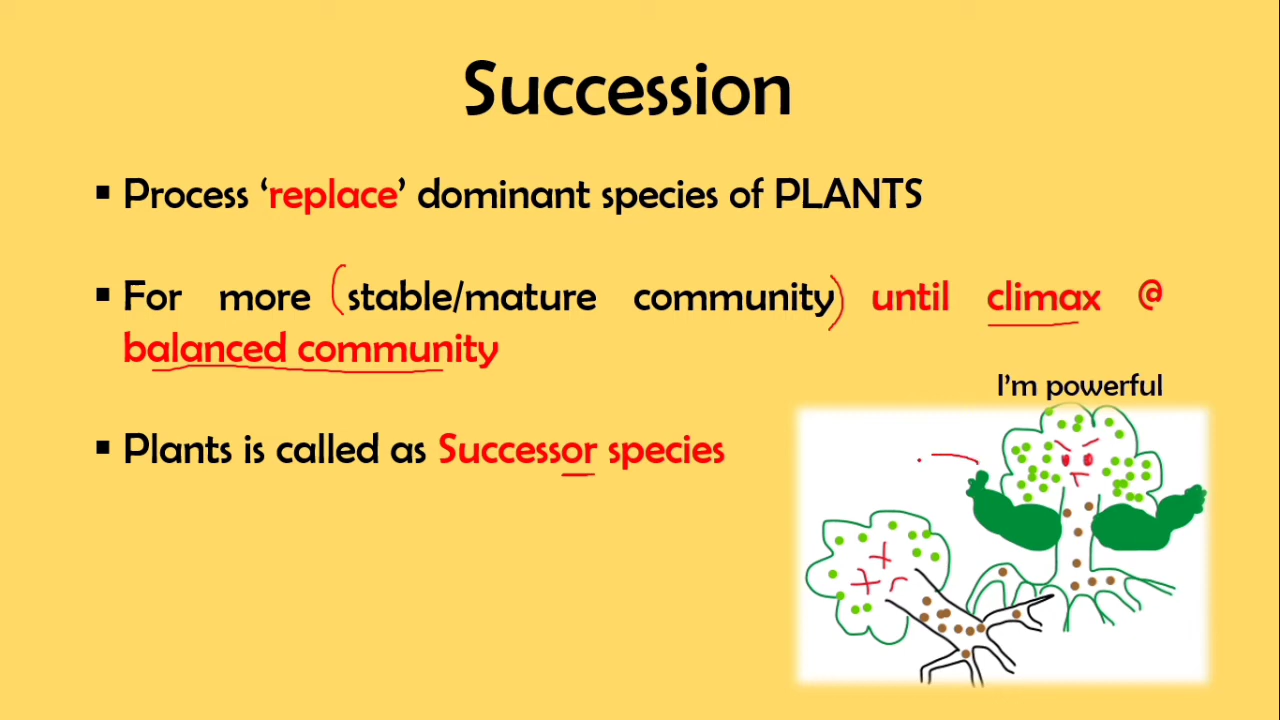 Succession
▪ Process ‘replace’ dominant species of PLANTS
▪ For more (stable/mature community) until climax @
balanced community
I'm powerful
▪ Plants is called as Successor species